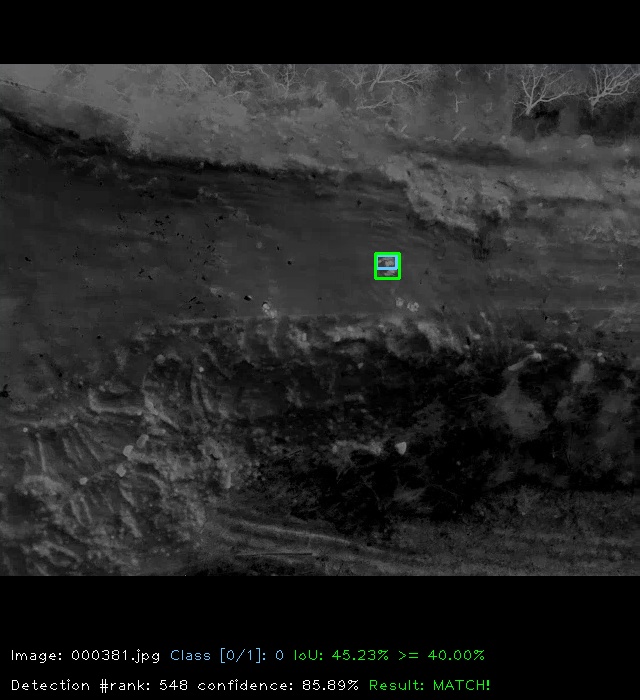 Image: 000381.jpg Class [0/1]: 0 IoU: 45.23% >= 40.00%
Detection #rank: 548 confidence: 85.89% Result: MATCH!